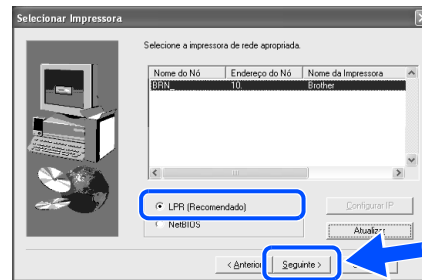 Selecionar Impressora
Selecione a impressora de rede apropriada.
Nome do Nó Endereço do Nó Nome da Impressora
BRN_ 10. Brother
LPR (Recomendado)
NetBIOS
Configurar IP
Atualizar
< Anterior Seguinte >